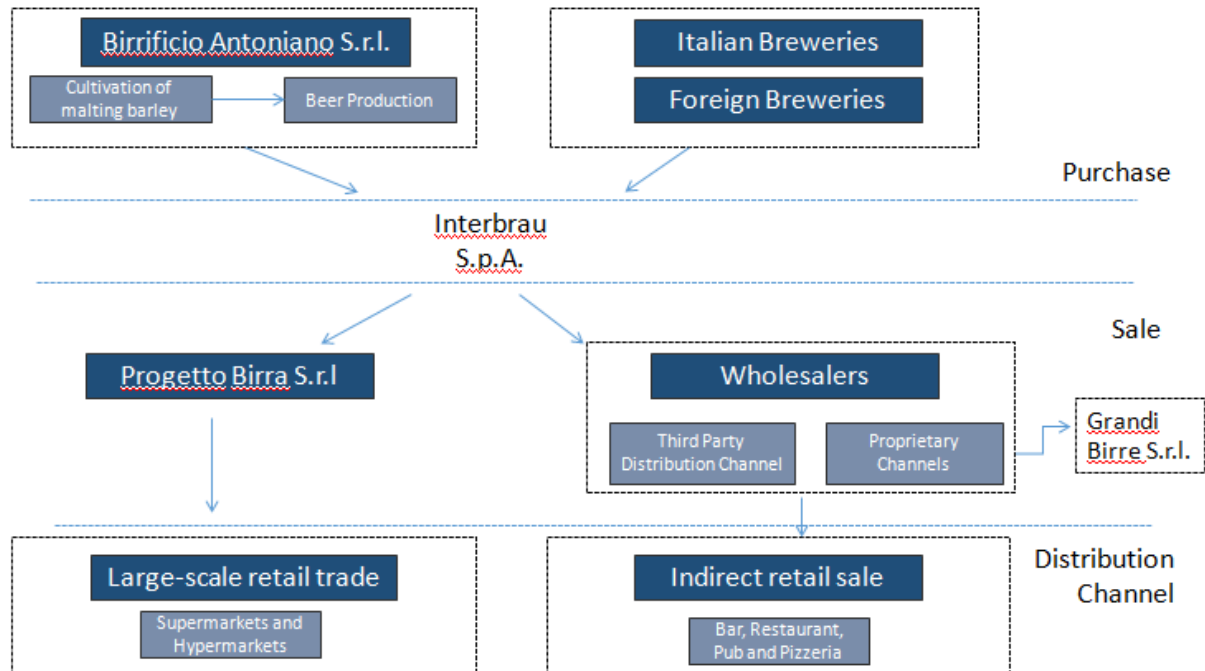 Birrificio Antoniano S.r.l.
Cultivation of
malting barley
Beer Production
Italian Breweries
Foreign Breweries
Purchase
Interbrau
S.p.A.
Sale
Progetto Birra S.r.l
Wholesalers
Third Party
Distribution Channel
Proprietary
Channels
Grandi
Birre S.r.l.
Large-scale retail trade
Supermarkets and
Hypermarkets
Indirect retail sale
Bar, Restaurant,
Pub and Pizzeria
Distribution
Channel